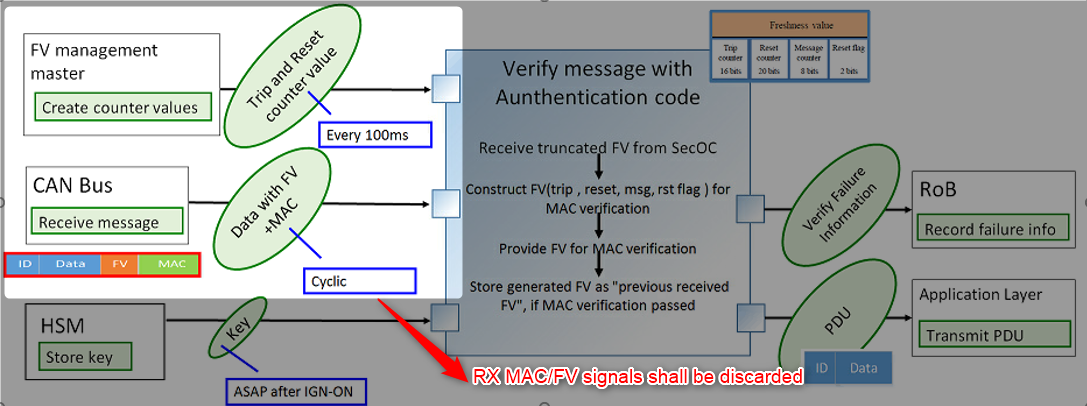 FV management
master
Create counter values
Trip and Reset
counter value
Every 100ms
CAN Bus
Receive message
ID Data FV MAC
Data with FV
+MAC
Cyclic
HSM
Store key
Key
ASAP after IGN-ON
Verify message with
Aunthentication code
Receive truncated FV from SecOC
Construct FV(trip , reset, msg, rst flag ) for
MAC verification
Provide FV for MAC verification
Store generated FV as "previous received
FV", if MAC verification passed
Freshness value
Trip counter 16 bits
Reset counter 20 bits
Message counter 8 bits
Reset flag 2 bits
Verify Failure
Information
RoB
Record failure info
PDU
ID Data
Application Layer
Transmit PDU
RX MAC/FV signals shall be discarded